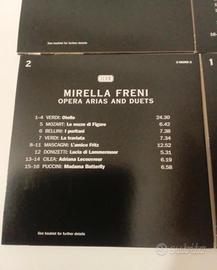 See booklet for further details
2
MIRELLA FRENI
OPERA ARIAS AND DUETS
1-4 VERDI: Otello 24.30
5 MOZART: Le nozze di Figaro 6.42
6 BELLINI: I puritani 7.38
7 VERDI: La traviata 7.34
8-11 MASCAGNI: L'amico Fritz 12.52
12 DONIZETTI: Lucia di Lammermoor 5.51
13-14 CILEA: Adriana Lecouvreur 6.19
15-16 PUCCINI: Madama Butterfly 6.58
See booklet for further details
1
subito